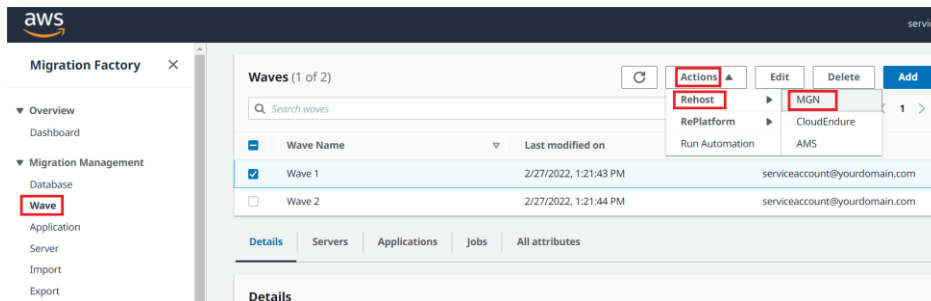 aws
servi
Migration Factory
Overview
Dashboard
Migration Management
Database
Wave
Application
Server
Import
Export
Waves (1 of 2)
Actions
Edit
Delete
Add
Search waves
Rehost
MGN
1
RePlatform
CloudEndure
Run Automation
AMS
Wave Name
Last modified on
Wave 1
2/27/2022, 1:21:43 PM
serviceaccount@yourdomain.com
Wave 2
2/27/2022, 1:21:44 PM
serviceaccount@yourdomain.com
Details
Servers
Applications
Jobs
All attributes
Details